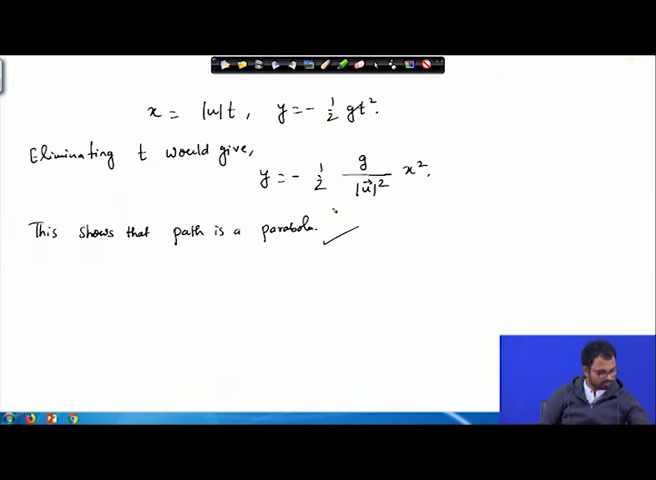 x = |u|t, y = - 1/2 gt².
Eliminating t would give,
y = - 1/2 g/|u⃗|² x².
This shows that path is a parabola.